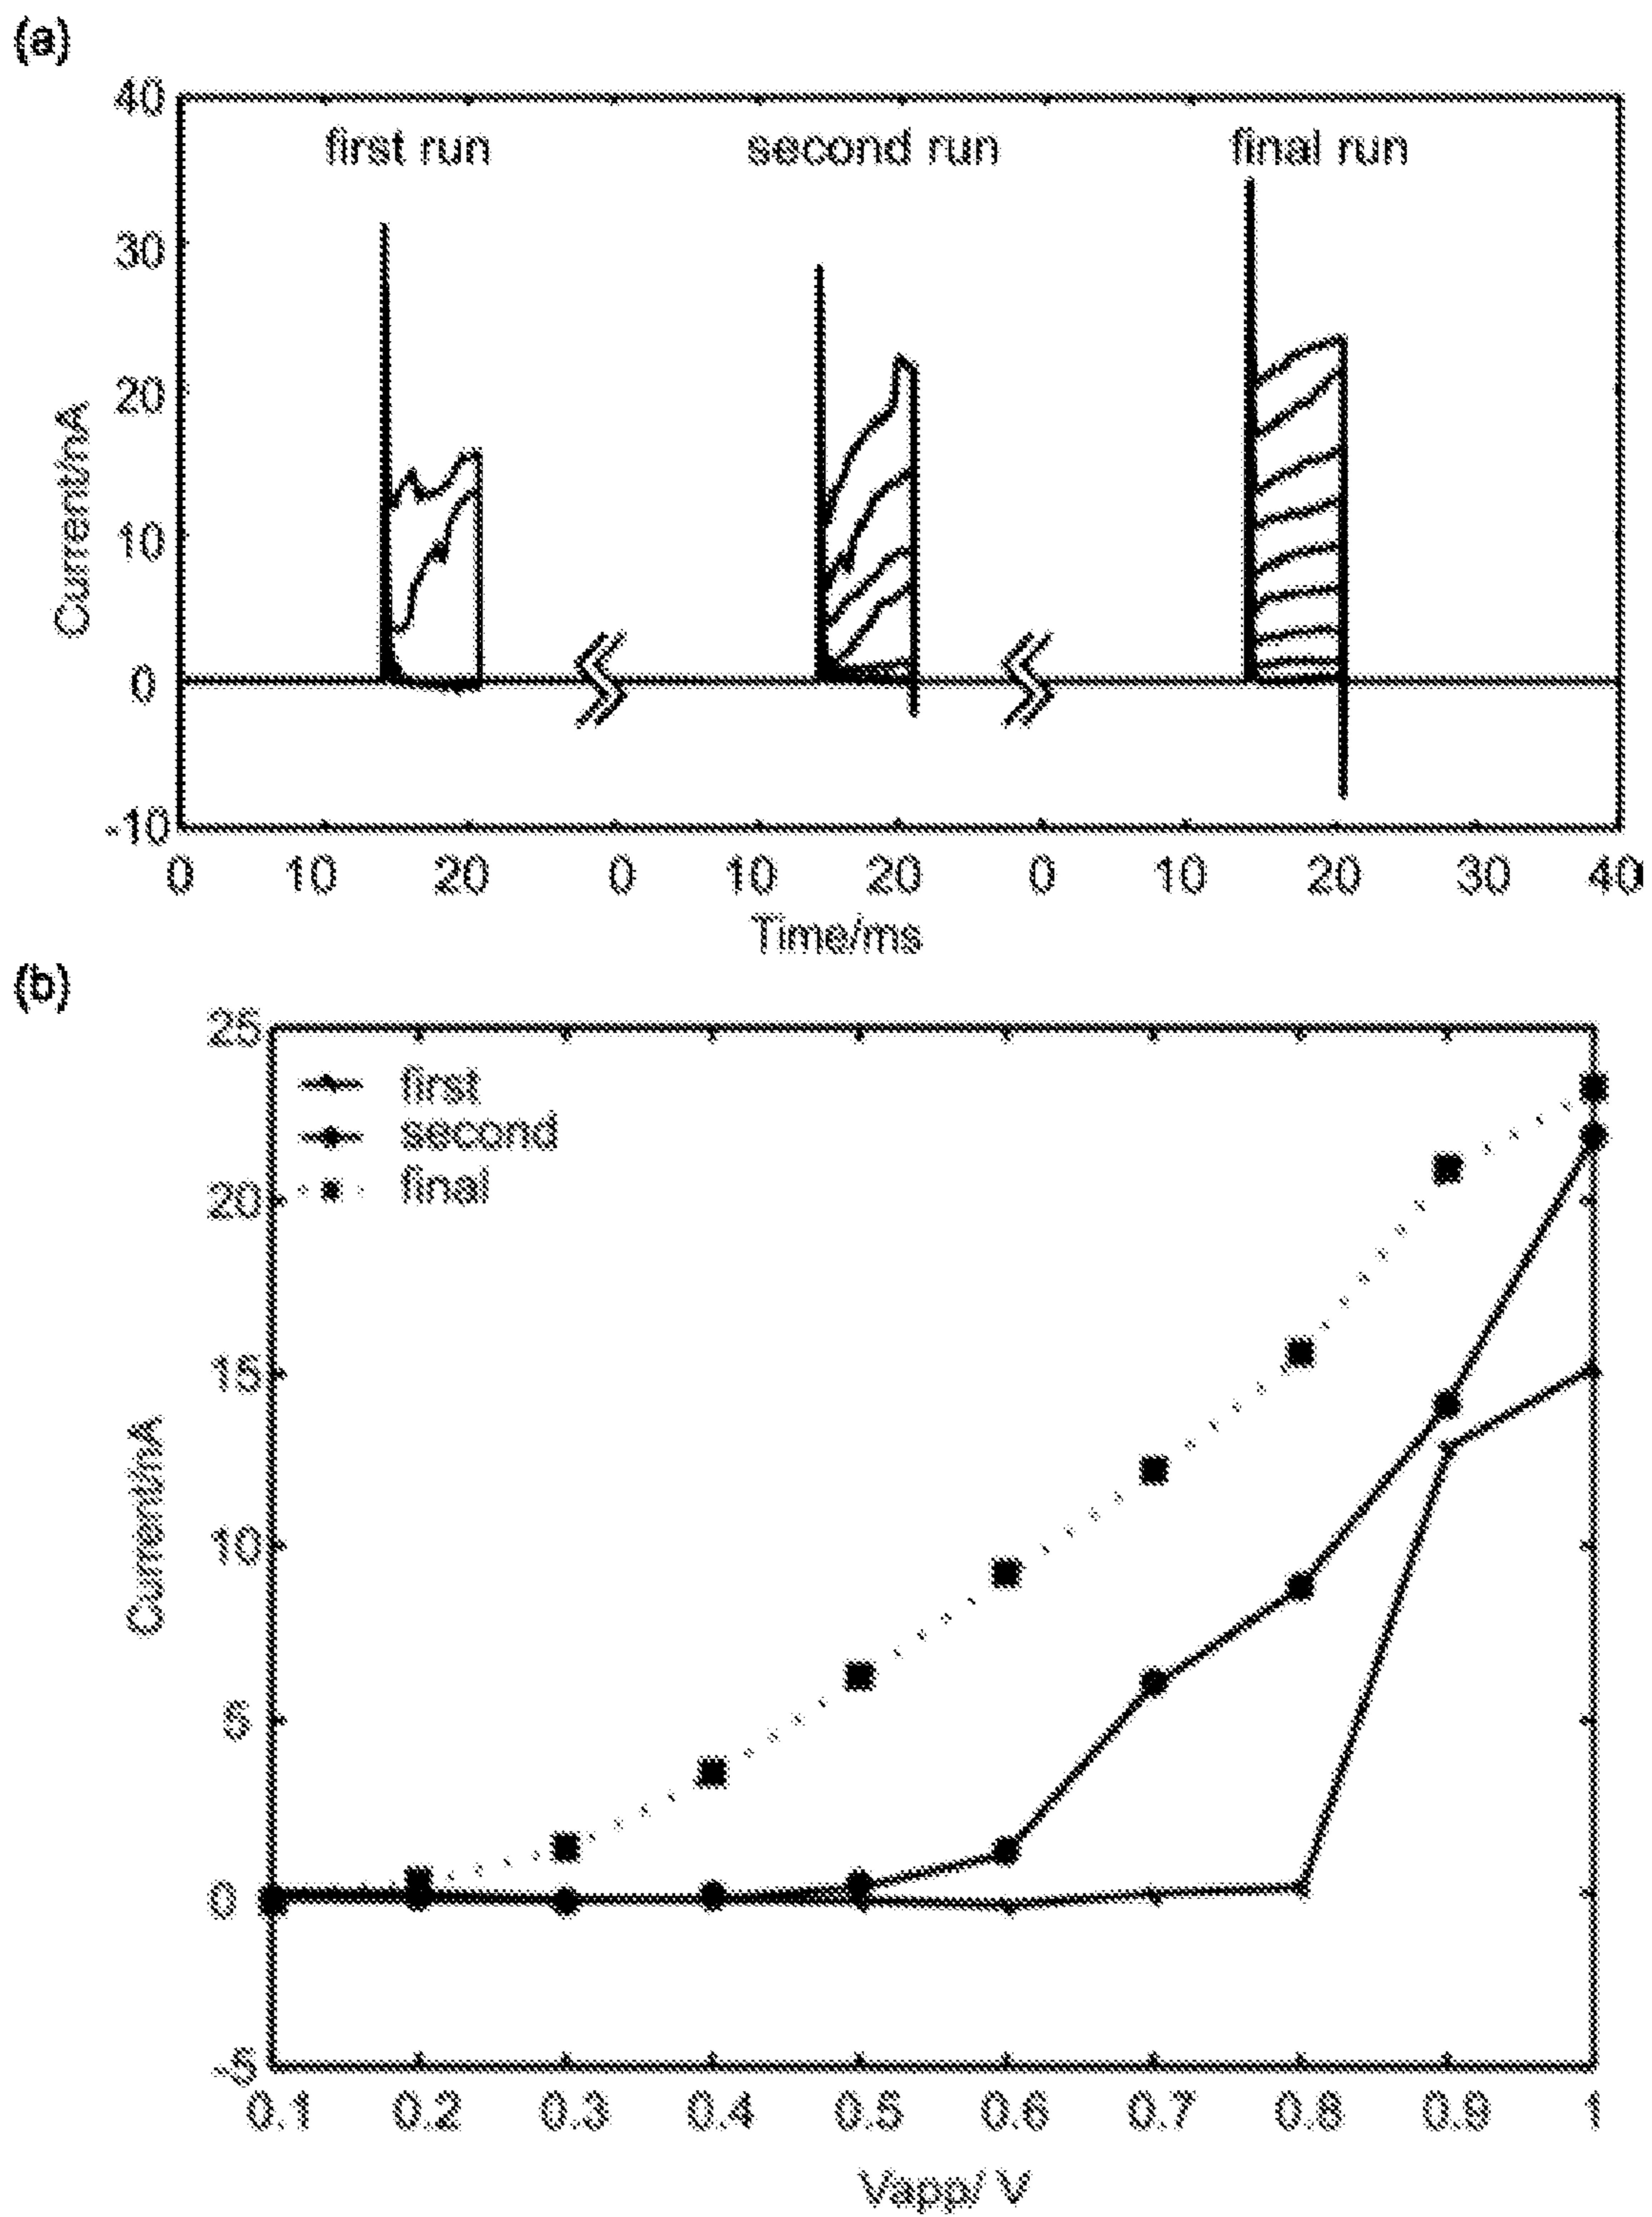 (a)
40
first run second run final run
30
20
10
0
-10
Current/nA
0 10 20 0 10 20 0 10 20 30 40
Time/ms
(b)
25
first
second
final
20
15
10
5
0
-5
Current/nA
0.1 0.2 0.3 0.4 0.5 0.6 0.7 0.8 0.9 1
Vapp/ V